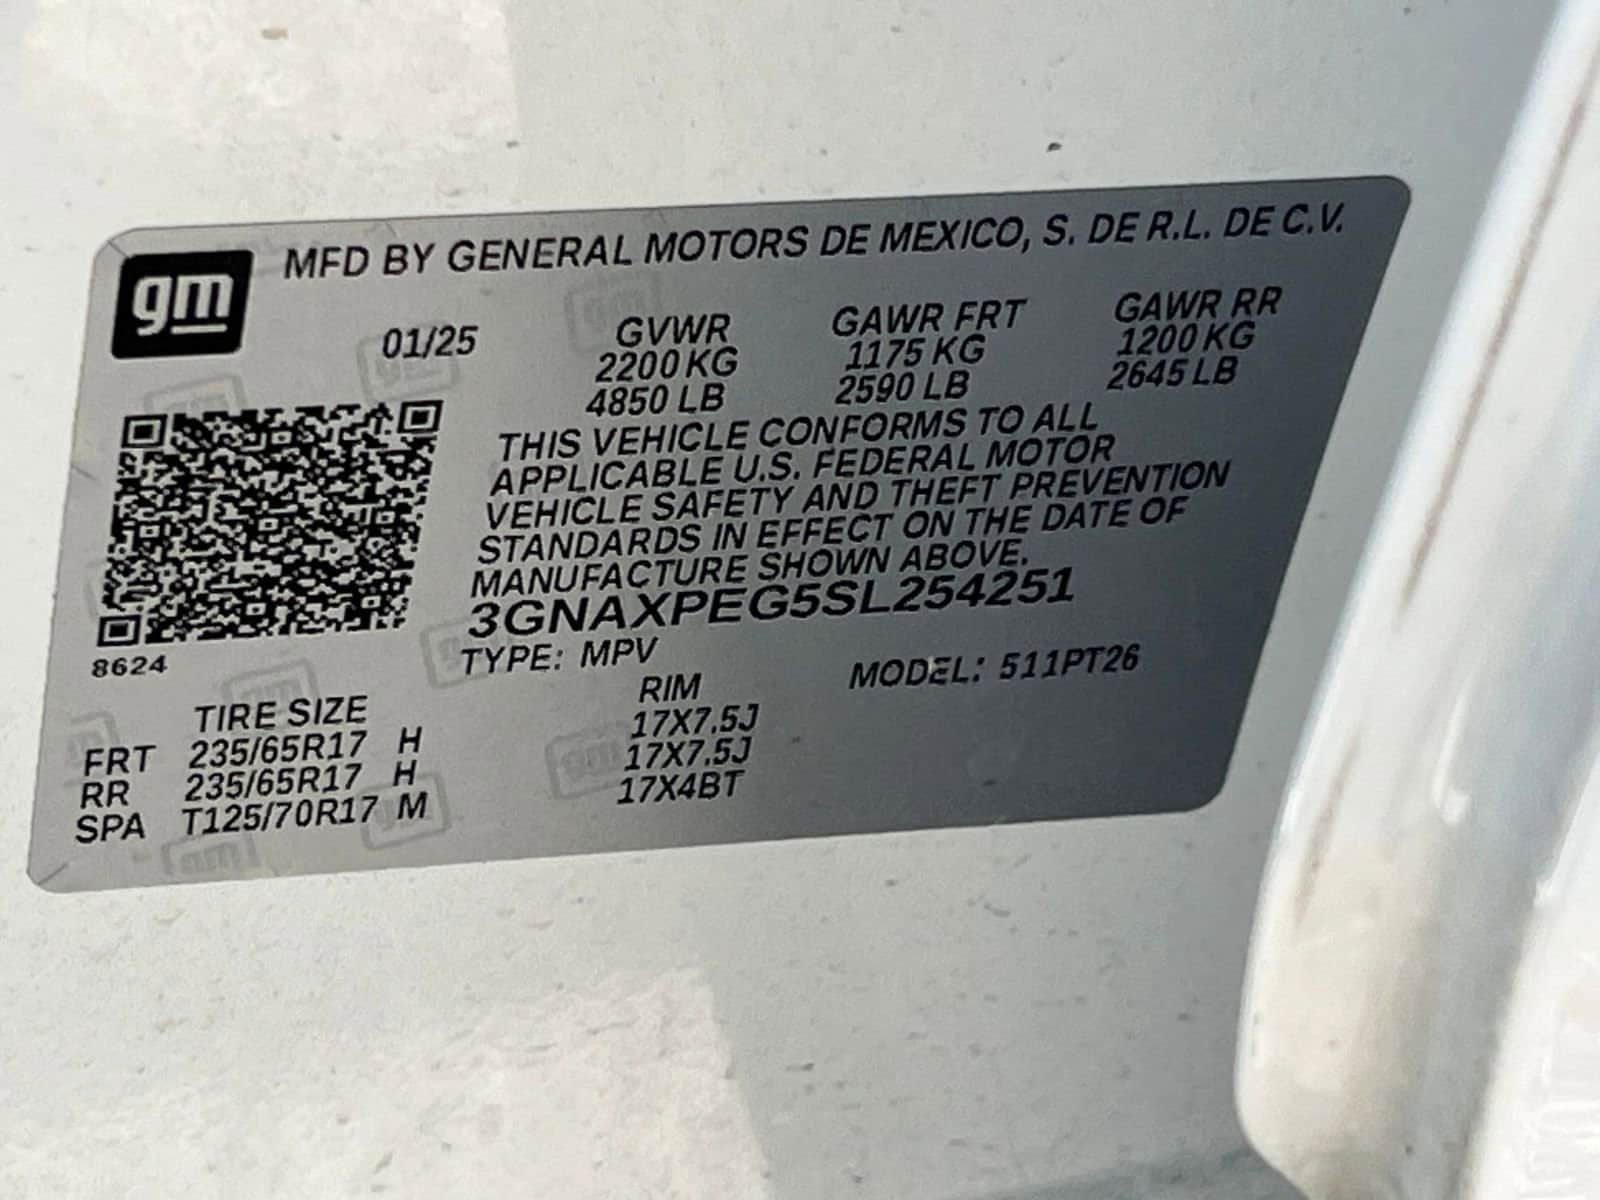 gm
MFD BY GENERAL MOTORS DE MEXICO, S. DE R.L. DE C.V.
01/25 GVWR GAWR FRT GAWR RR
2200 KG 1175 KG 1200 KG
4850 LB 2590 LB 2645 LB
THIS VEHICLE CONFORMS TO ALL
APPLICABLE U.S. FEDERAL MOTOR
VEHICLE SAFETY AND THEFT PREVENTION
STANDARDS IN EFFECT ON THE DATE OF
MANUFACTURE SHOWN ABOVE.
3GNAXPEG5SL254251
8624
TYPE: MPV MODEL: 511PT26
TIRE SIZE RIM
FRT 235/65R17 H 17X7.5J
RR 235/65R17 H 17X7.5J
SPA T125/70R17 M 17X4BT